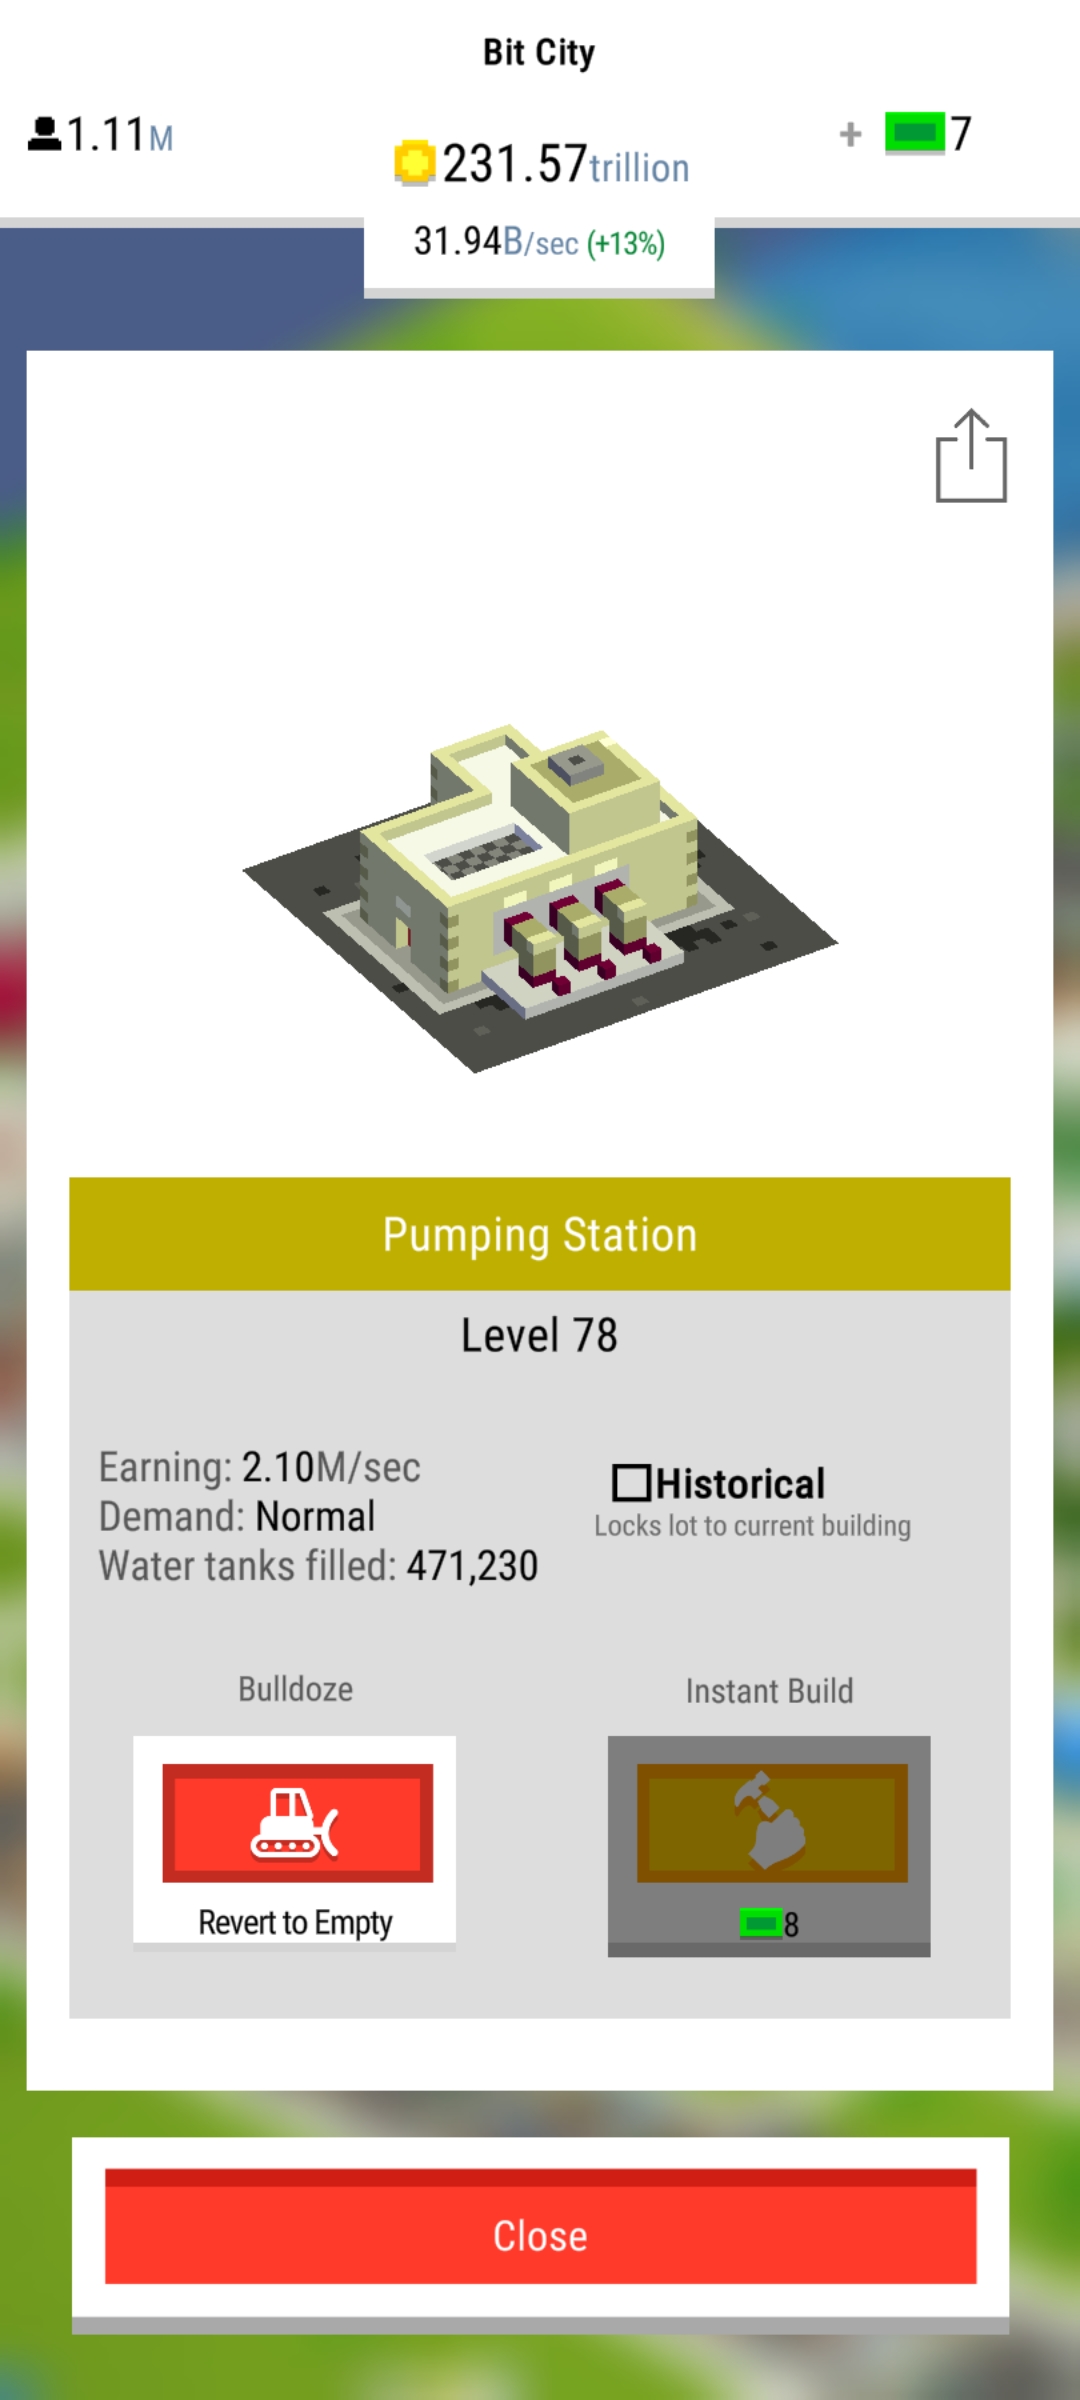 Bit City
1.11M
231.57trillion
+ 7
31.94B/sec (+13%)
Pumping Station
Level 78
Earning: 2.10M/sec
Demand: Normal
Water tanks filled: 471,230
Historical
Locks lot to current building
Bulldoze
Revert to Empty
Instant Build
8
Close